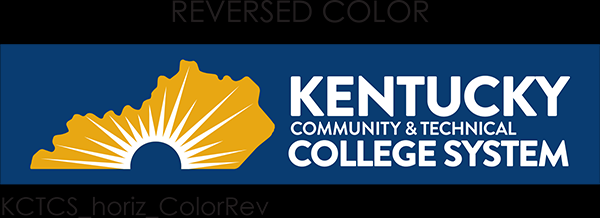 REVERSED COLOR
KENTUCKY
COMMUNITY & TECHNICAL
COLLEGE SYSTEM
KCTCS_horiz_ColorRev